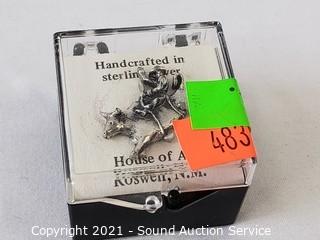 Handcrafted in
sterling
483
House of A
Roswell, N.M.
Copyright 2021 - Sound Auction Service